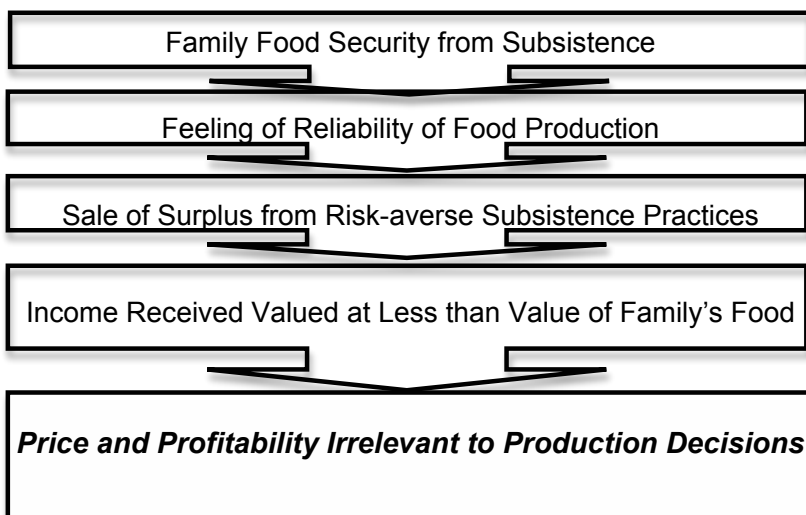 Family Food Security from Subsistence
Feeling of Reliability of Food Production
Sale of Surplus from Risk-averse Subsistence Practices
Income Received Valued at Less than Value of Family’s Food
Price and Profitability Irrelevant to Production Decisions